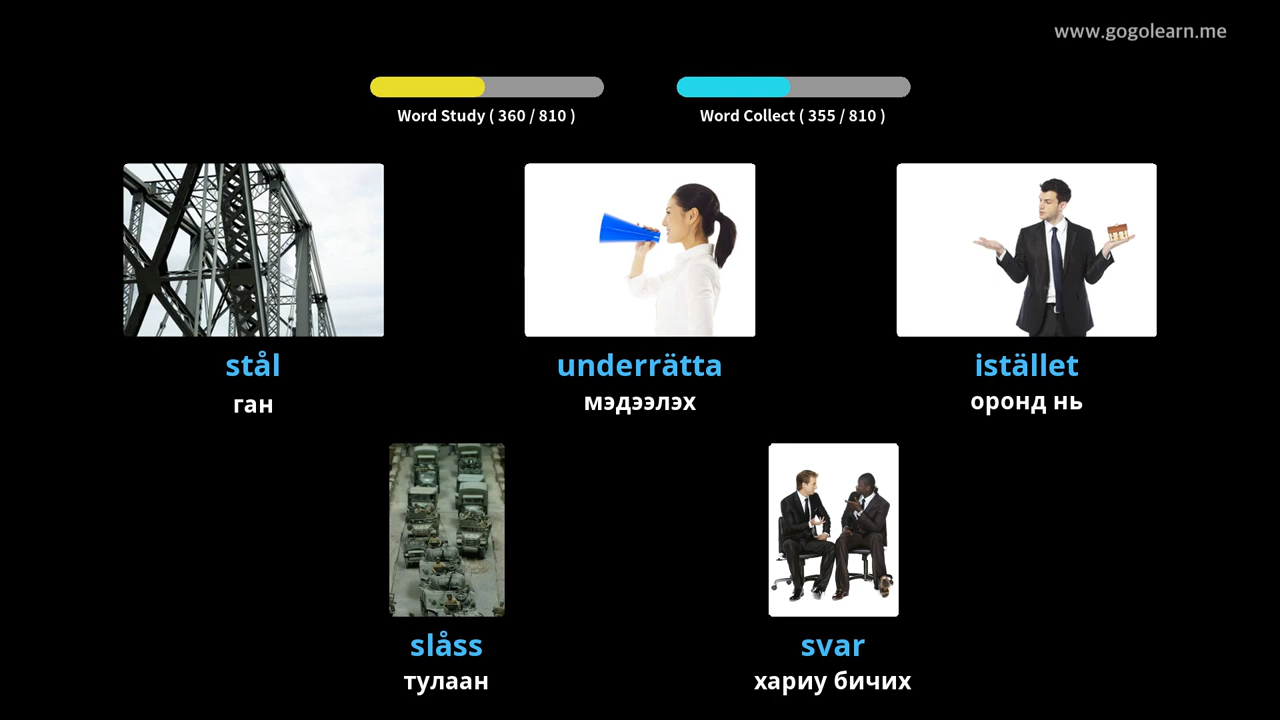 www.gogolearn.me
Word Study ( 360 / 810 )
Word Collect ( 355 / 810 )
stål
ган
underrätta
мэдээлэх
istället
оронд нь
slåss
тулаан
svar
хариу бичих